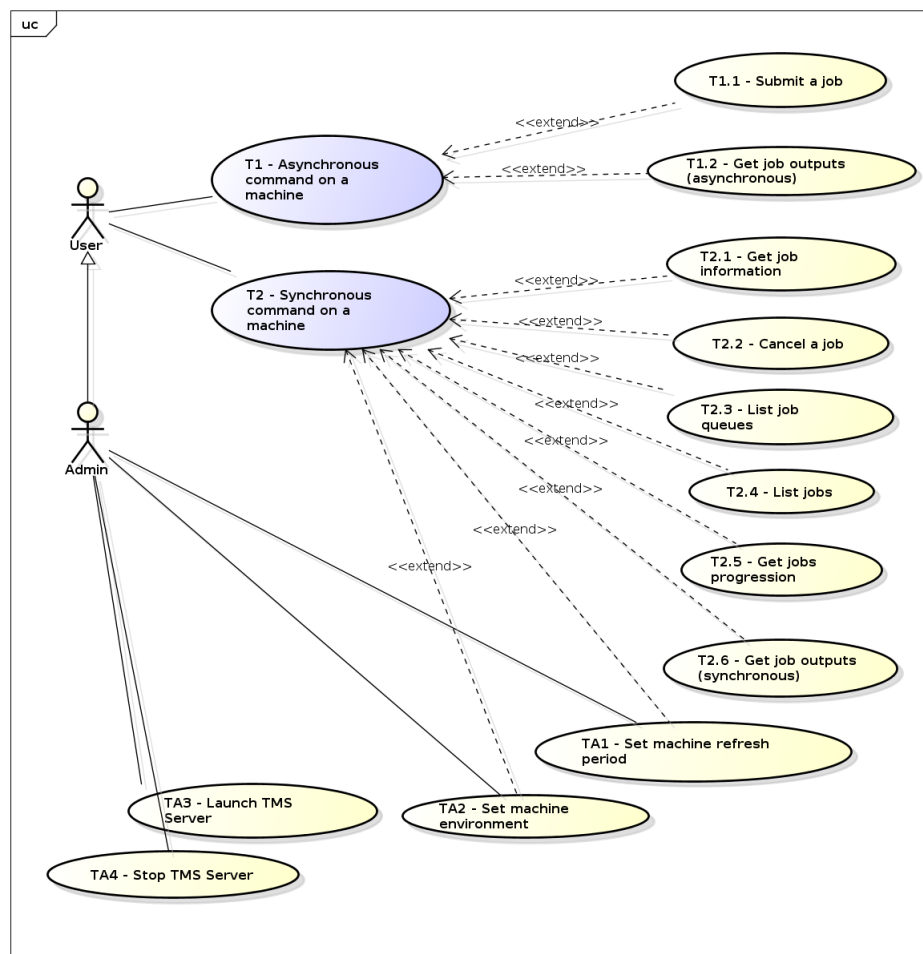 uc
T1.1 - Submit a job
<<extend>>
T1 - Asynchronous
command on a
machine
T1.2 - Get job outputs
(asynchronous)
<<extend>>
User
T2.1 - Get job
information
<<extend>>
T2 - Synchronous
command on a
machine
<<extend>>
T2.2 - Cancel a job
<<extend>>
T2.3 - List job
queues
<<extend>>
Admin
<<extend>>
T2.4 - List jobs
<<extend>>
<<extend>>
T2.5 - Get jobs
progression
<<extend>>
T2.6 - Get job outputs
(synchronous)
TA1 - Set machine refresh
period
TA3 - Launch TMS
Server
TA2 - Set machine
environment
TA4 - Stop TMS Server